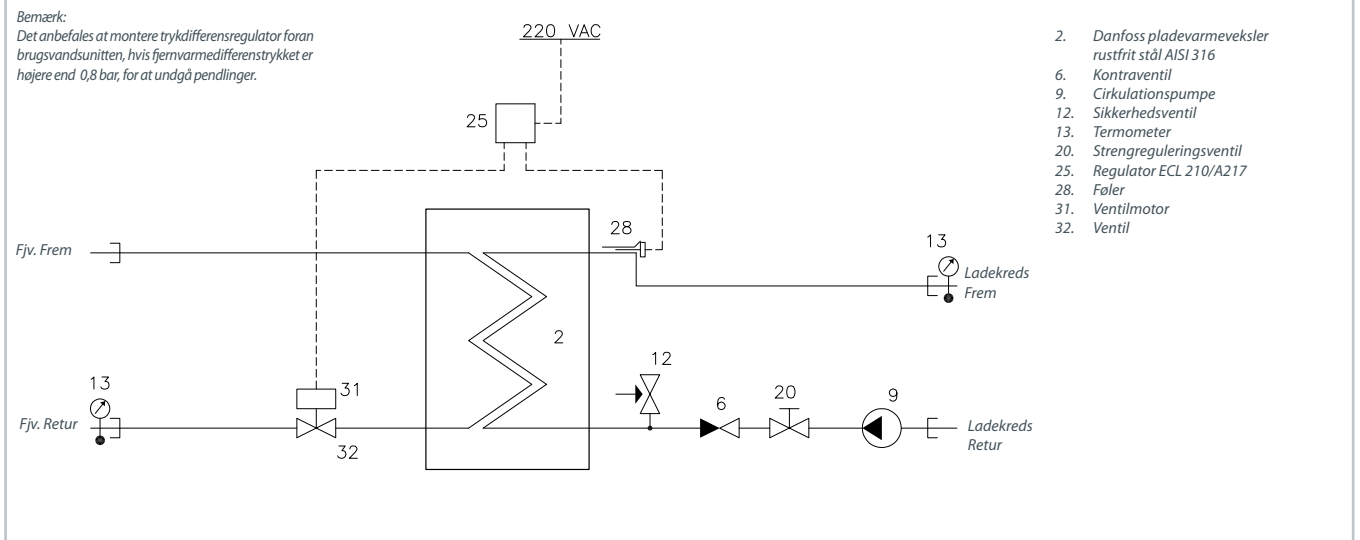 Bemærk:
Det anbefales at montere trykdifferensregulator foran
brugsvandsunitten, hvis fjernvarmedifferenstrykket er
højere end 0,8 bar, for at undgå pendlinger.
220 VAC
25
28
13
Fjv. Frem
Ladekreds
Frem
2
12
13
31
6
20
9
Fjv. Retur
32
Ladekreds
Retur
2. Danfoss pladevarmeveksler
rustfrit stål AISI 316
6. Kontraventil
9. Cirkulationspumpe
12. Sikkerhedsventil
13. Termometer
20. Strengreguleringsventil
25. Regulator ECL 210/A217
28. Føler
31. Ventilmotor
32. Ventil